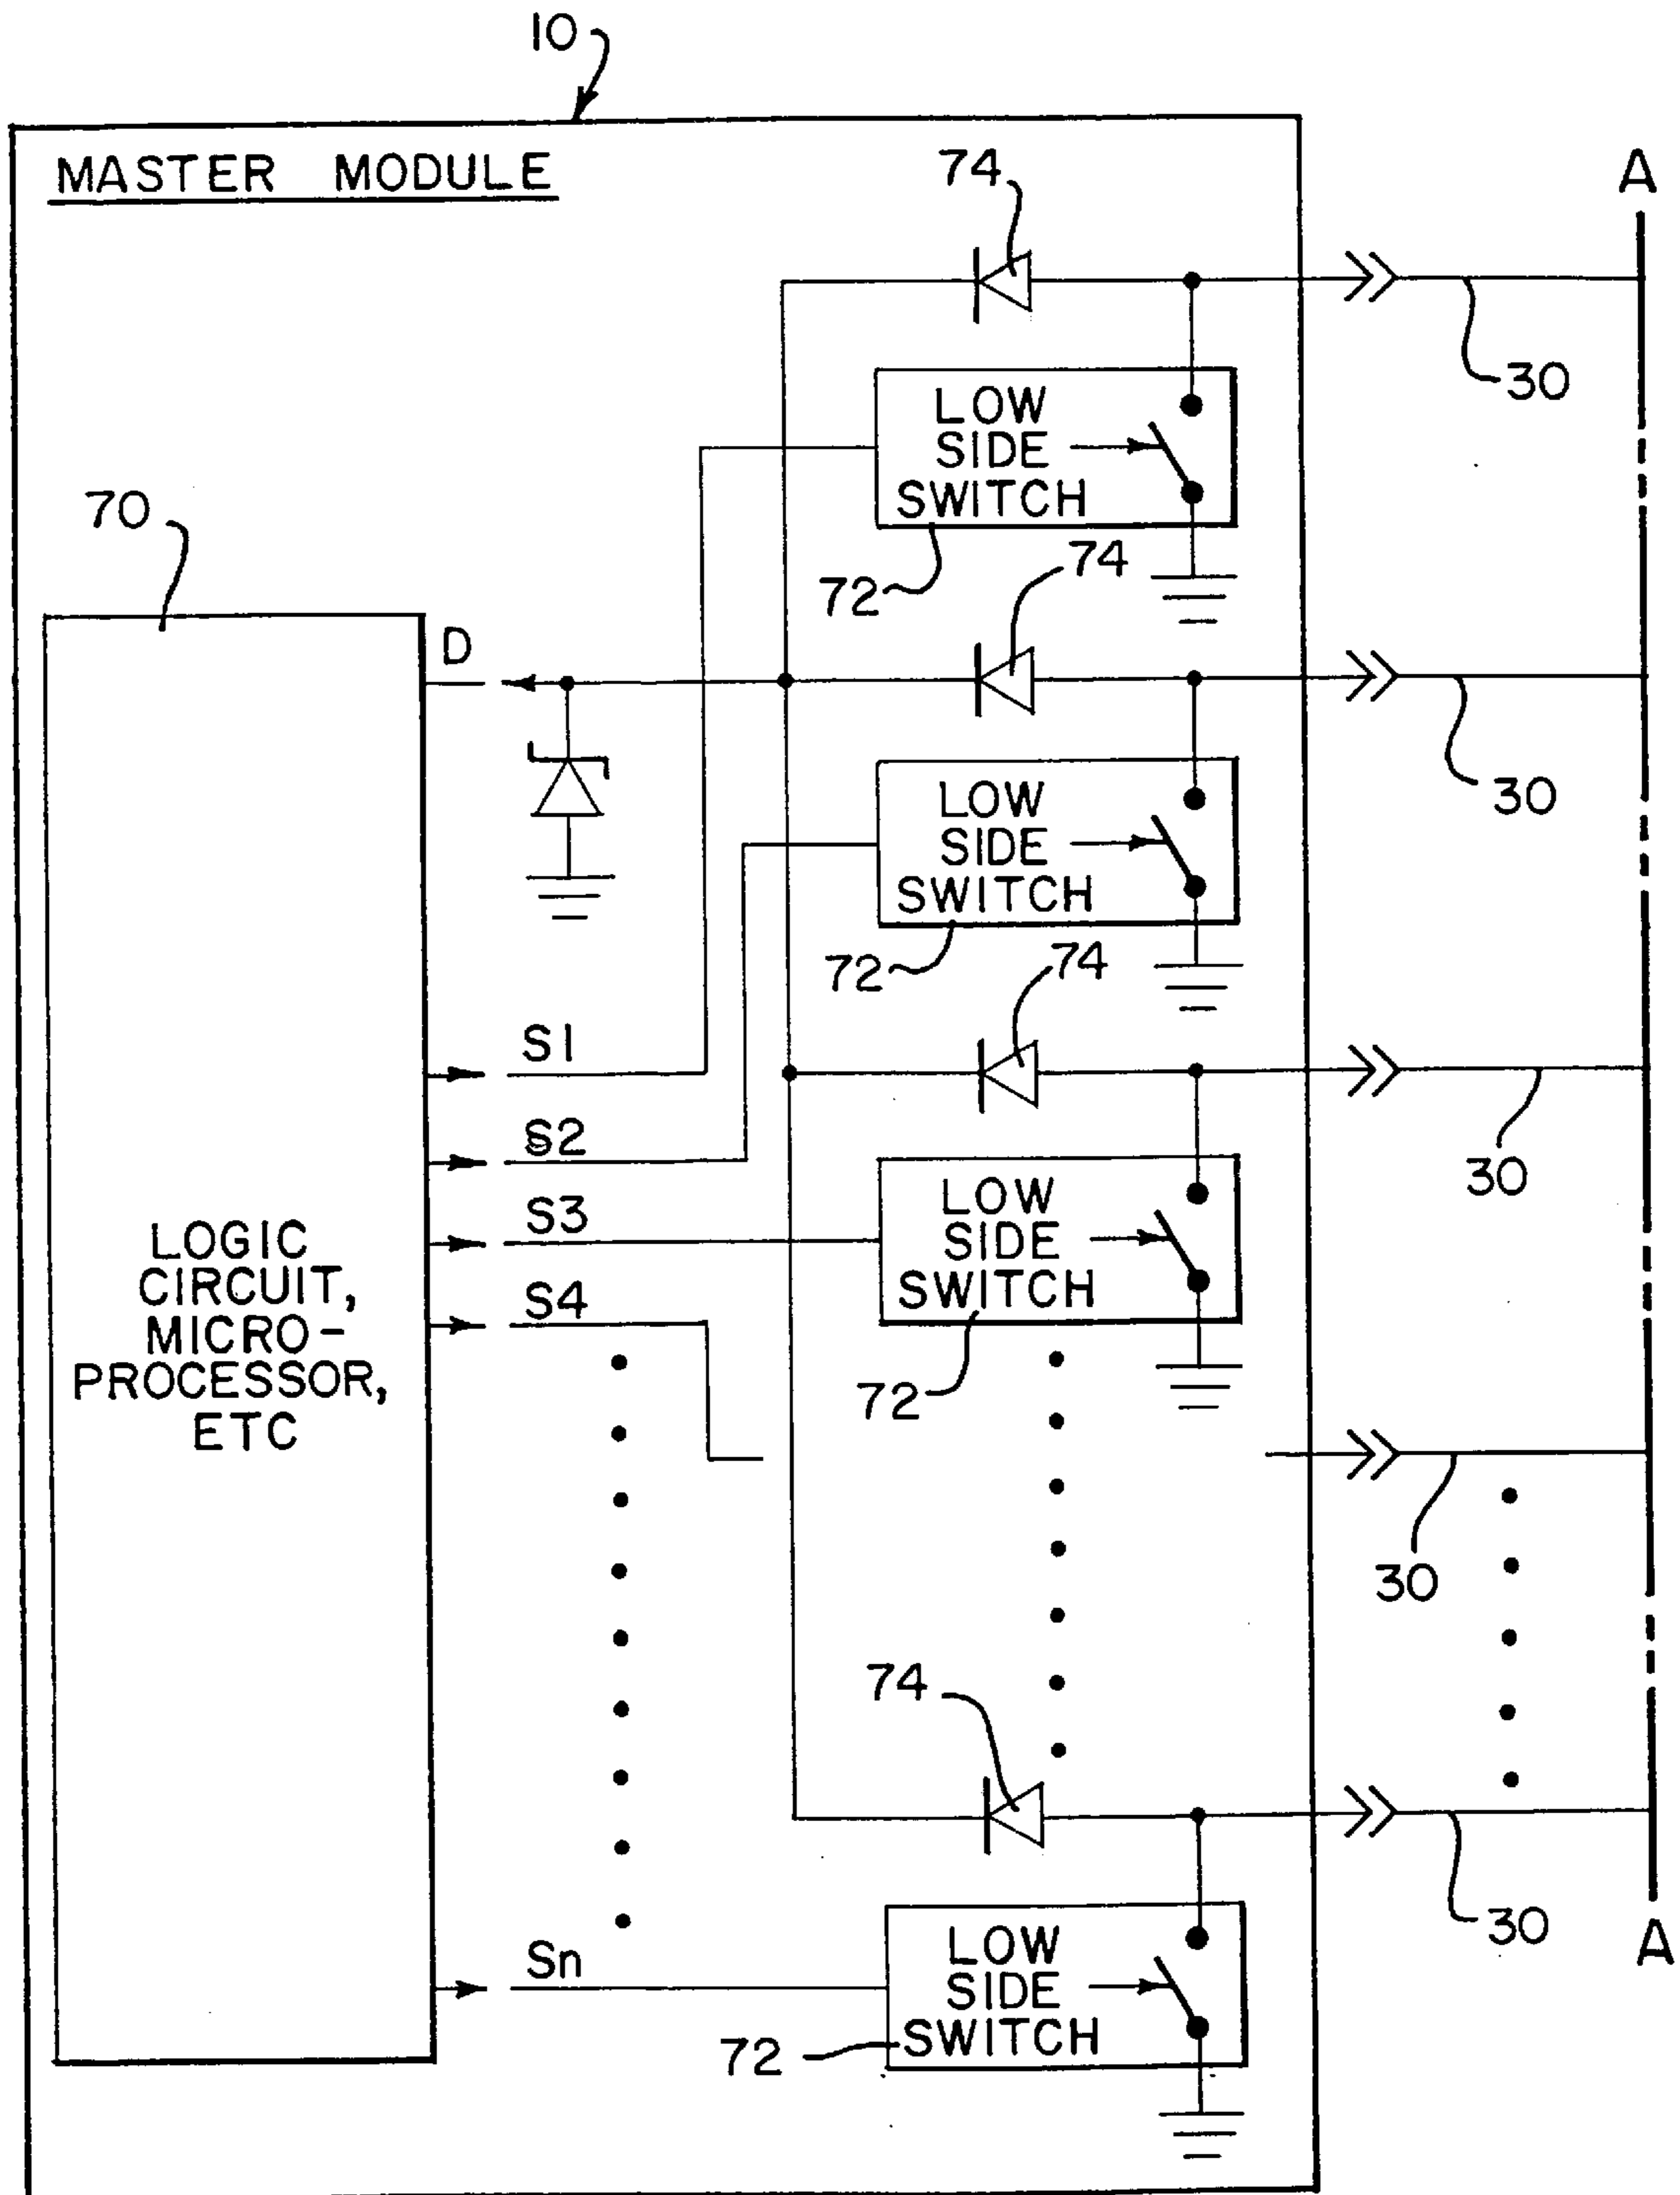 10
MASTER MODULE
74
A
30
LOW
SIDE
SWITCH
70
72
74
D
30
LOW
SIDE
SWITCH
72
74
S1
S2
30
S3
LOW
SIDE
SWITCH
LOGIC
CIRCUIT,
MICRO-
PROCESSOR,
ETC
S4
72
30
74
30
A
Sn
LOW
SIDE
SWITCH
72